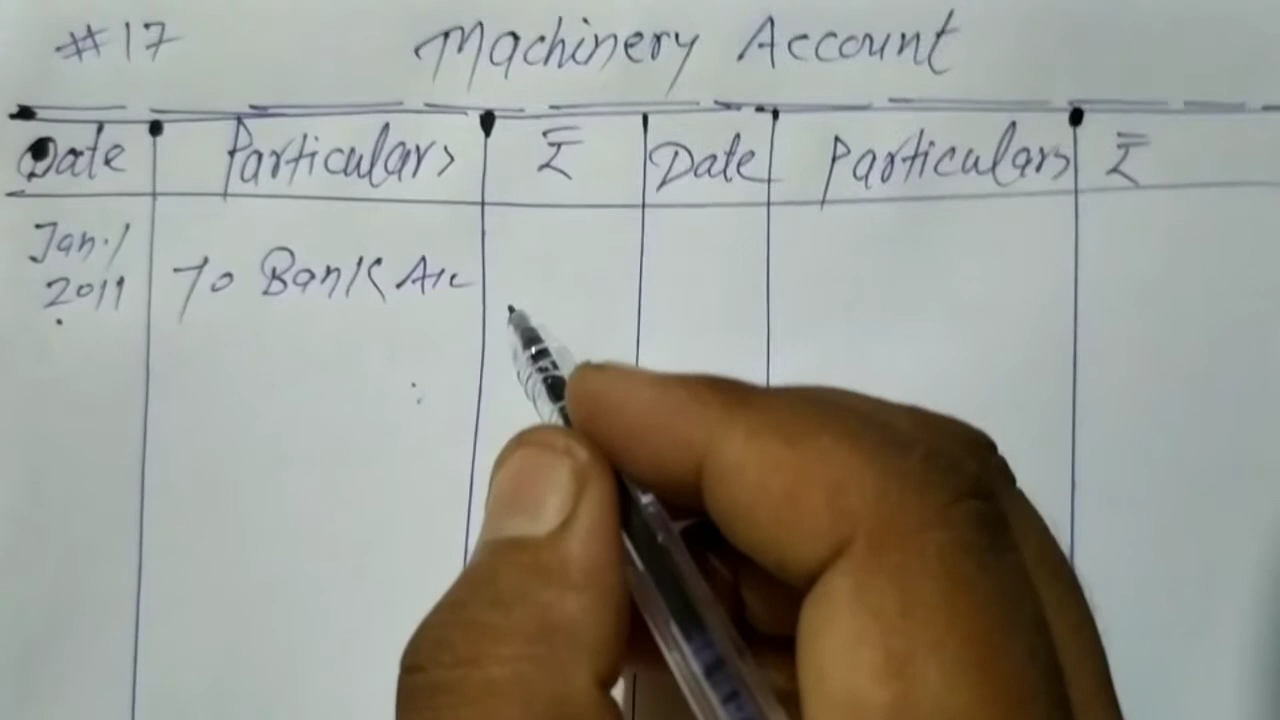 #17 Machinery Account
Date Particulars ₹ Date Particulars ₹
Jan.1
2011 To Bank A/c